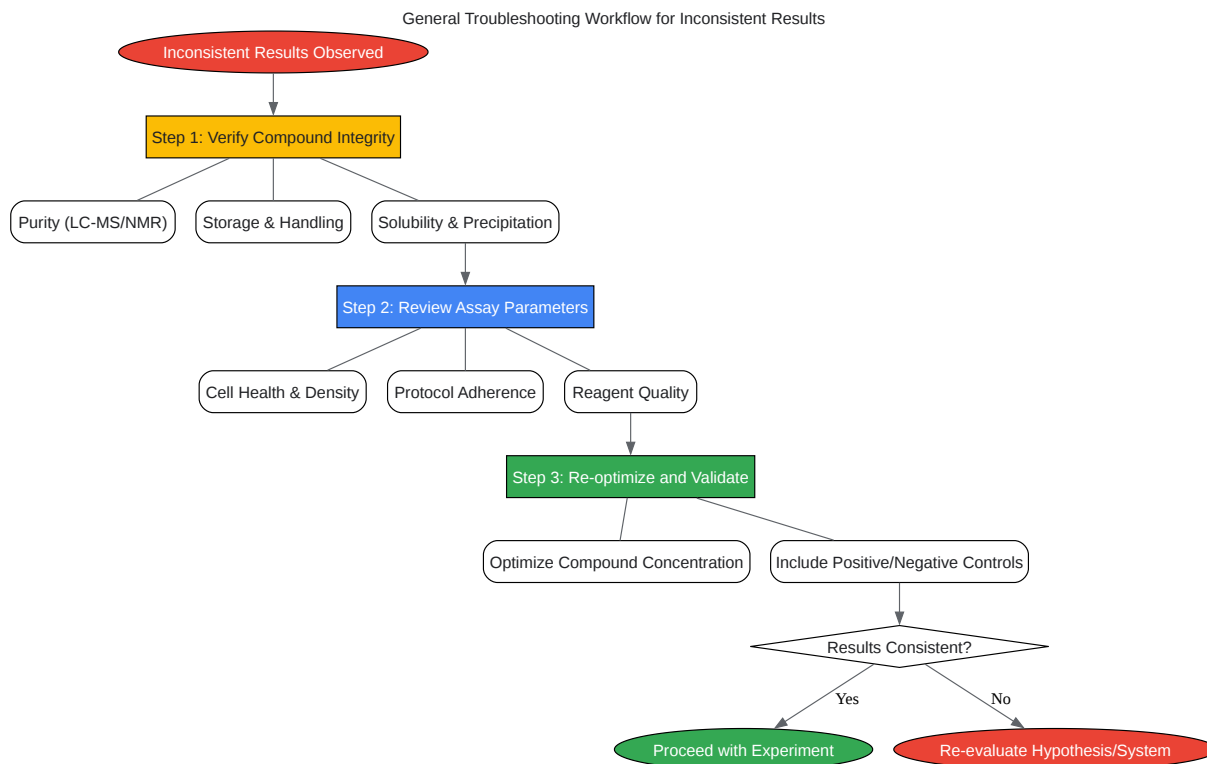 General Troubleshooting Workflow for Inconsistent Results
Inconsistent Results Observed
Step 1: Verify Compound Integrity
Purity (LC-MS/NMR)
Storage & Handling
Solubility & Precipitation
Step 2: Review Assay Parameters
Cell Health & Density
Protocol Adherence
Reagent Quality
Step 3: Re-optimize and Validate
Optimize Compound Concentration
Include Positive/Negative Controls
Results Consistent?
Yes
No
Proceed with Experiment
Re-evaluate Hypothesis/System